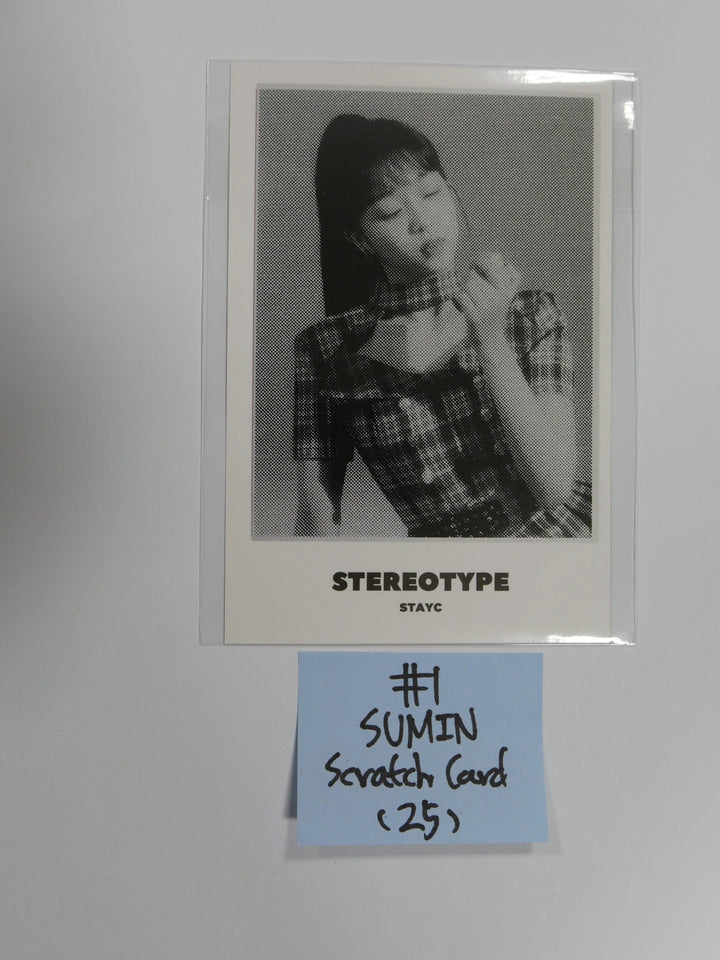 STEREOTYPE
STAYC
#1
SUMIN
Scratch Card
(25)